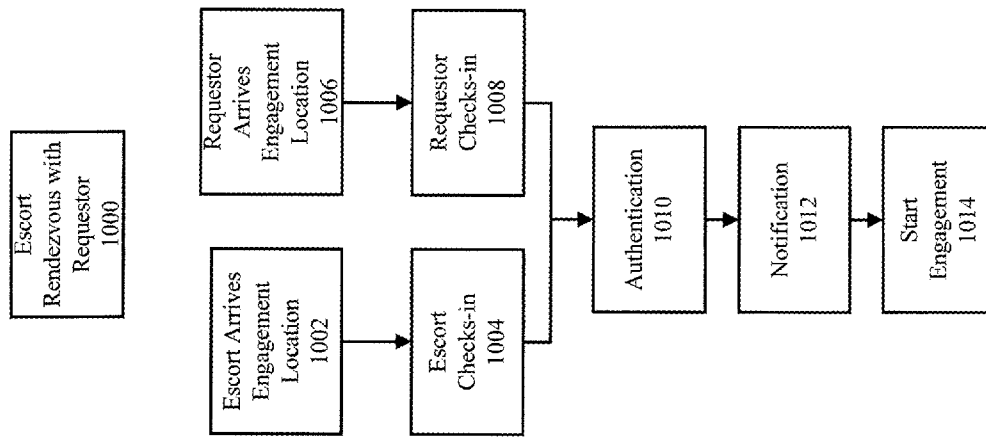 Escort
Rendezvous with
Requestor
1000
Escort Arrives
Engagement
Location
1002
Requestor
Arrives
Engagement
Location
1006
Escort
Checks-in
1004
Requestor
Checks-in
1008
Authentication
1010
Notification
1012
Start
Engagement
1014